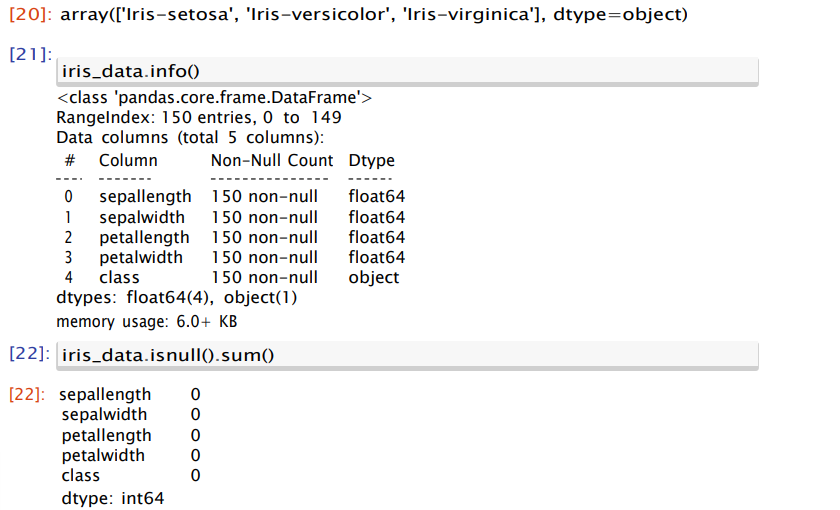 [20]: array(['Iris-setosa', 'Iris-versicolor', 'Iris-virginica'], dtype=object)
[21]:
iris_data.info()
<class 'pandas.core.frame.DataFrame'>
RangeIndex: 150 entries, 0 to 149
Data columns (total 5 columns):
# Column Non-Null Count Dtype
---- ------- --------------- ------
0 sepallength 150 non-null float64
1 sepalwidth 150 non-null float64
2 petallength 150 non-null float64
3 petalwidth 150 non-null float64
4 class 150 non-null object
dtypes: float64(4), object(1)
memory usage: 6.0+ KB
[22]: iris_data.isnull().sum()
[22]: sepallength 0
sepalwidth 0
petallength 0
petalwidth 0
class 0
dtype: int64